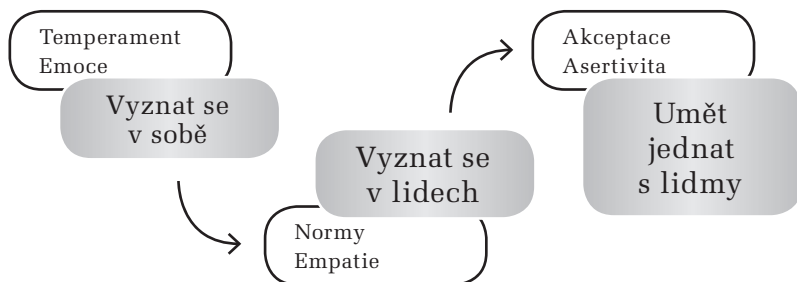 Temperament
Emoce
Vyznat se
v sobě
Normy
Empatie
Vyznat se
v lidech
Akceptace
Asertivita
Umět
jednat
s lidmy